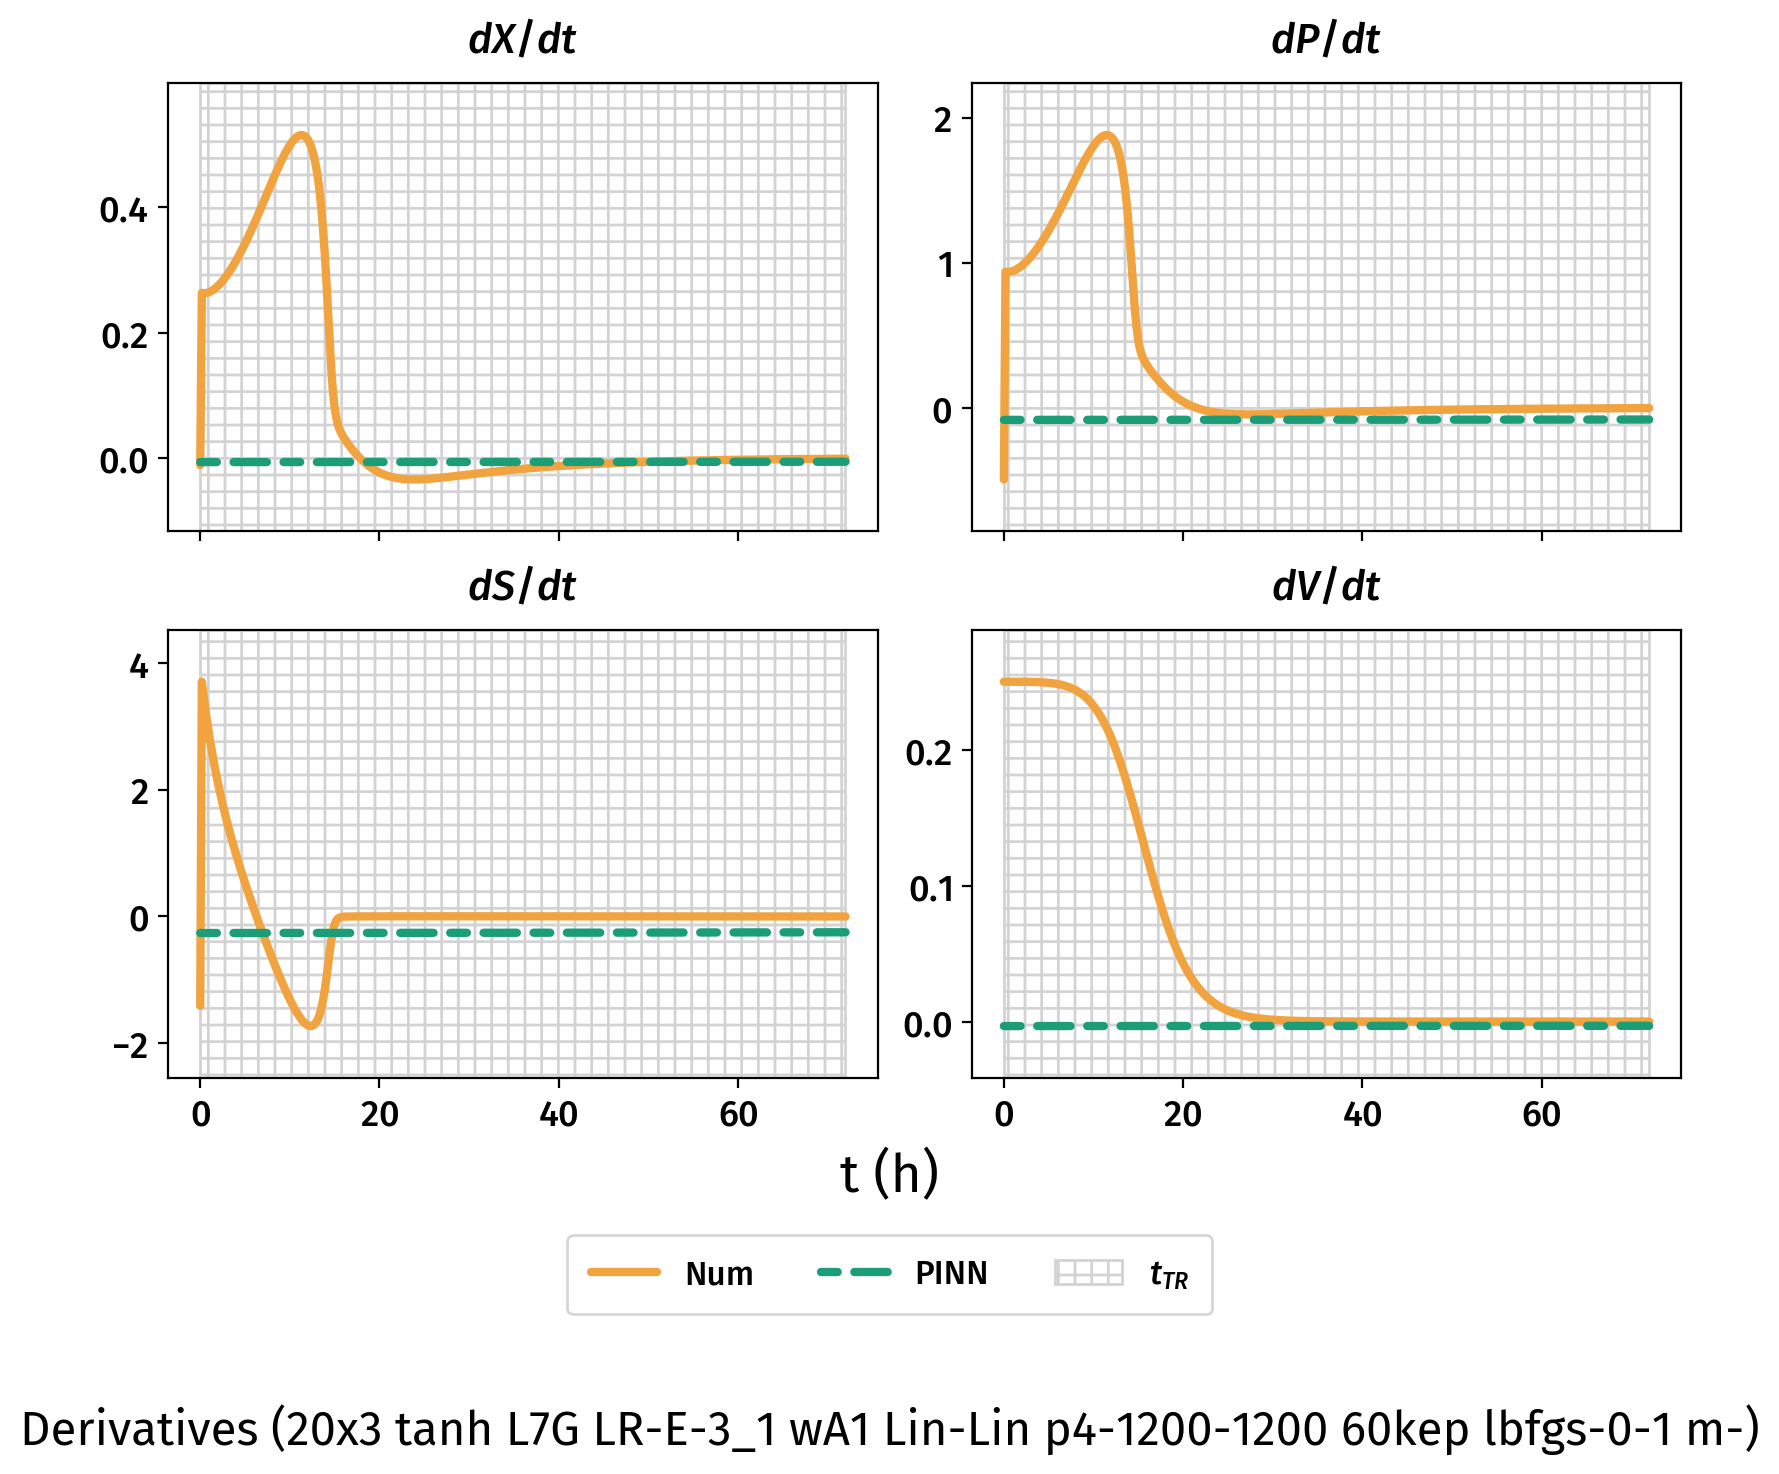 dX/dt
dP/dt
0.4
0.2
0.0
2
1
0
dS/dt
dV/dt
4
2
0
−2
0.2
0.1
0.0
0 20 40 60
0 20 40 60
t (h)
Num PINN tTR
Derivatives (20x3 tanh L7G LR-E-3_1 wA1 Lin-Lin p4-1200-1200 60kep lbfgs-0-1 m-)